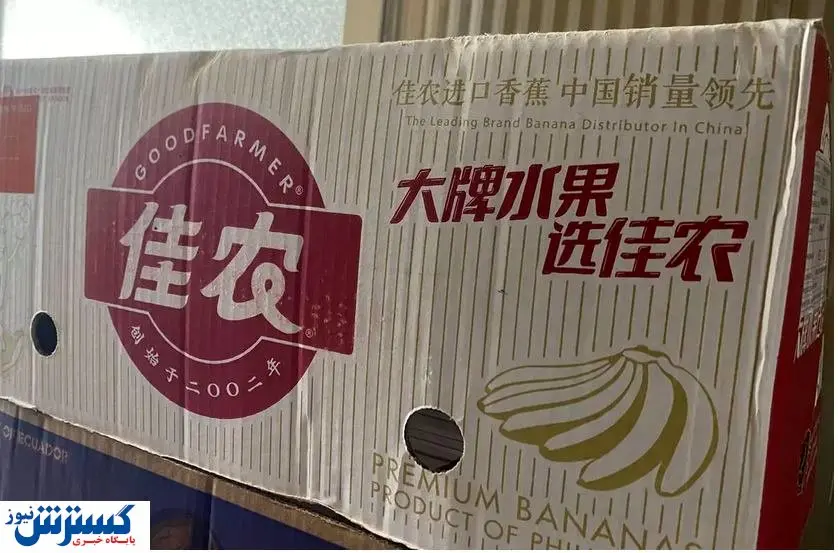 佳农进口香蕉 中国销量领先
The Leading Brand Banana Distributor In China
GOODFARMER®
佳农®
创始于二〇〇二年
大牌水果
选佳农
PREMIUM BANANAS
PRODUCT OF
ECUADOR
گسترش نیوز
پایگاه خبری